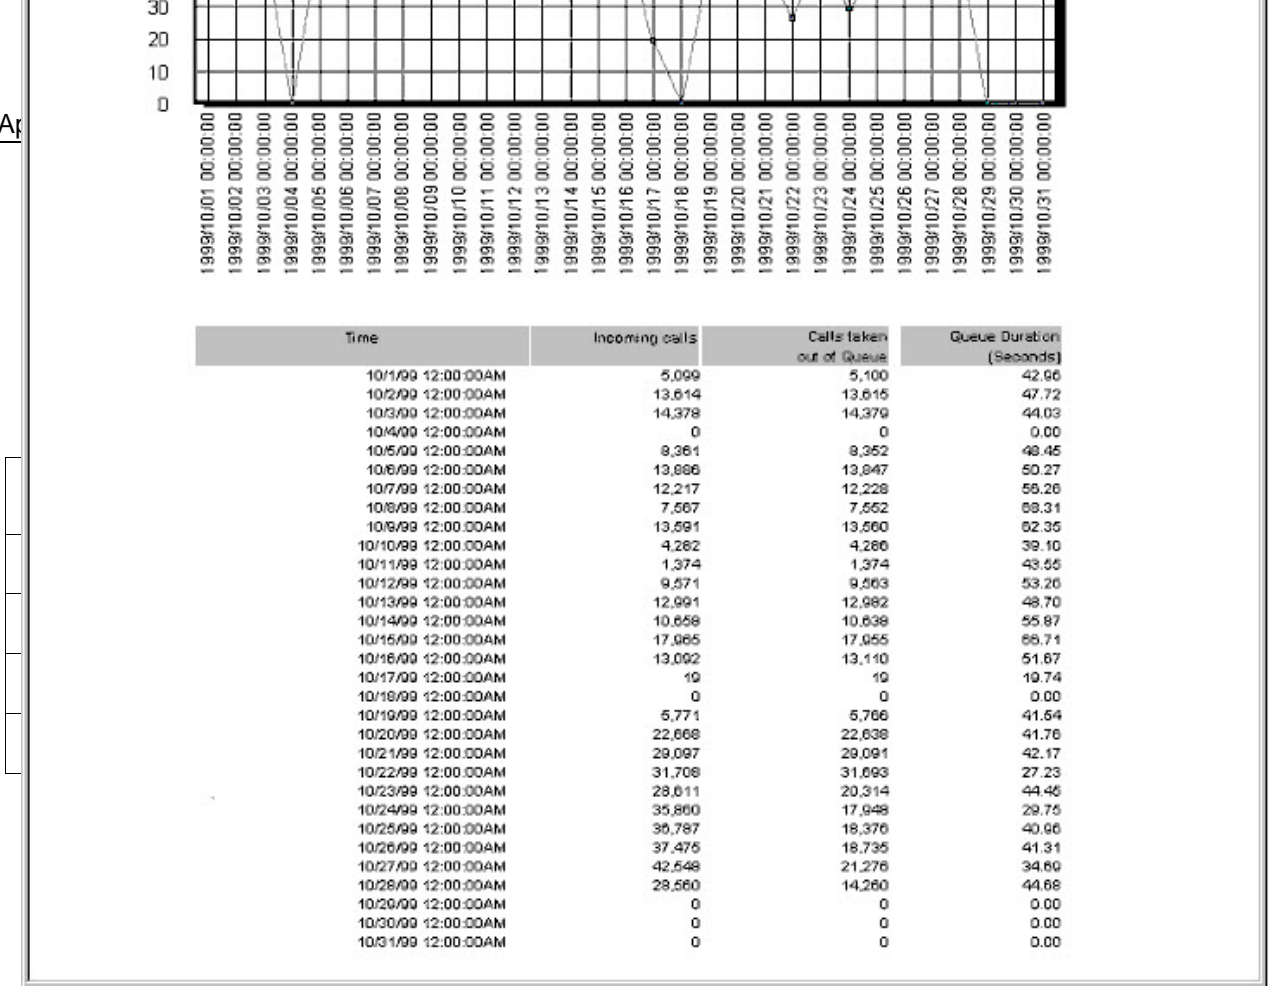 30
20
10
0
Ap
1999/10/01 00:00:00
1999/10/02 00:00:00
1999/10/03 00:00:00
1999/10/04 00:00:00
1999/10/05 00:00:00
1999/10/06 00:00:00
1999/10/07 00:00:00
1999/10/08 00:00:00
1999/10/09 00:00:00
1999/10/10 00:00:00
1999/10/11 00:00:00
1999/10/12 00:00:00
1999/10/13 00:00:00
1999/10/14 00:00:00
1999/10/15 00:00:00
1999/10/16 00:00:00
1999/10/17 00:00:00
1999/10/18 00:00:00
1999/10/19 00:00:00
1999/10/20 00:00:00
1999/10/21 00:00:00
1999/10/22 00:00:00
1999/10/23 00:00:00
1999/10/24 00:00:00
1999/10/25 00:00:00
1999/10/26 00:00:00
1999/10/27 00:00:00
1999/10/28 00:00:00
1999/10/29 00:00:00
1999/10/30 00:00:00
1999/10/31 00:00:00
Time Incoming calls Calls taken out of Queue Queue Duration (Seconds)
10/1/99 12:00:00AM 5,099 5,100 42.96
10/2/99 12:00:00AM 13,614 13,615 47.72
10/3/99 12:00:00AM 14,378 14,379 44.03
10/4/99 12:00:00AM 0 0 0.00
10/5/99 12:00:00AM 8,361 8,352 48.45
10/6/99 12:00:00AM 13,886 13,847 50.27
10/7/99 12:00:00AM 12,217 12,228 56.26
10/8/99 12:00:00AM 7,567 7,552 68.31
10/9/99 12:00:00AM 13,591 13,560 62.35
10/10/99 12:00:00AM 4,282 4,286 39.10
10/11/99 12:00:00AM 1,374 1,374 43.55
10/12/99 12:00:00AM 9,571 9,563 53.26
10/13/99 12:00:00AM 12,991 12,982 48.70
10/14/99 12:00:00AM 10,658 10,638 55.87
10/15/99 12:00:00AM 17,965 17,955 66.71
10/16/99 12:00:00AM 13,092 13,110 51.67
10/17/99 12:00:00AM 19 19 19.74
10/18/99 12:00:00AM 0 0 0.00
10/19/99 12:00:00AM 5,771 5,766 41.54
10/20/99 12:00:00AM 22,668 22,638 41.76
10/21/99 12:00:00AM 29,097 29,091 42.17
10/22/99 12:00:00AM 31,708 31,693 27.23
10/23/99 12:00:00AM 28,611 20,314 44.45
10/24/99 12:00:00AM 35,860 17,948 29.75
10/25/99 12:00:00AM 36,787 18,376 40.96
10/26/99 12:00:00AM 37,475 18,735 41.31
10/27/99 12:00:00AM 42,548 21,276 34.69
10/28/99 12:00:00AM 28,560 14,260 44.68
10/29/99 12:00:00AM 0 0 0.00
10/30/99 12:00:00AM 0 0 0.00
10/31/99 12:00:00AM 0 0 0.00